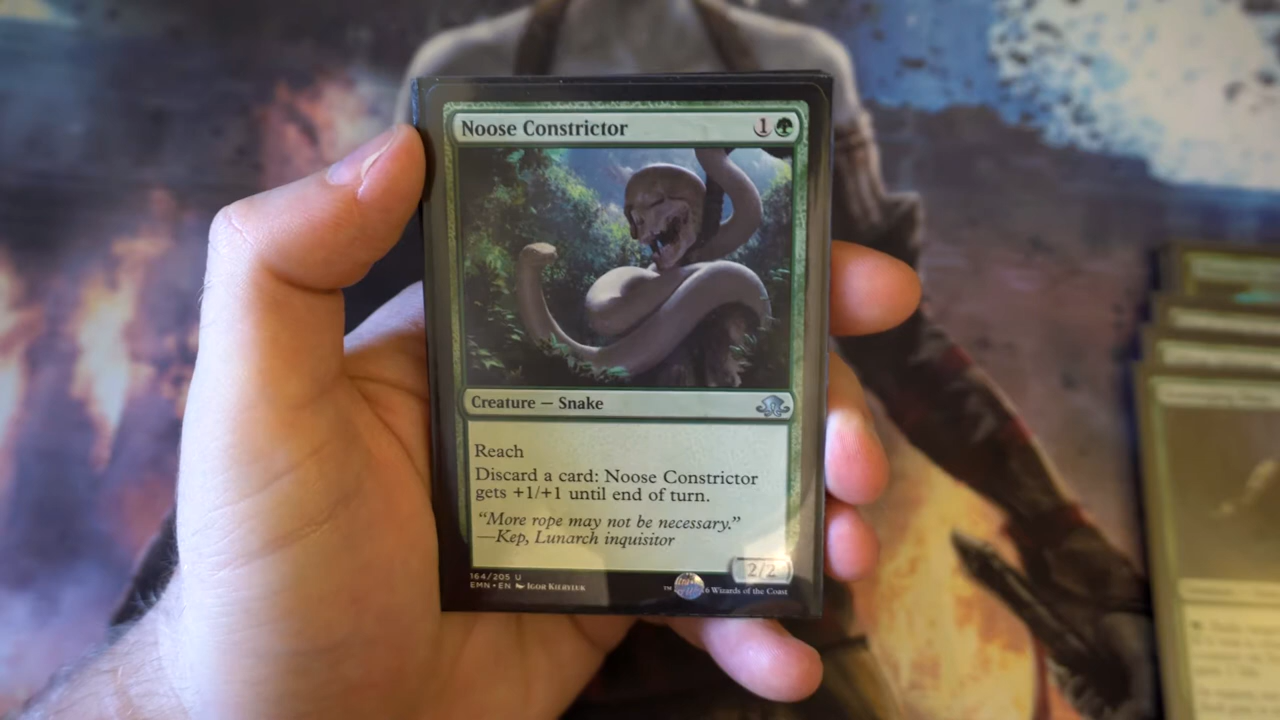 Noose Constrictor 1
Creature — Snake
Reach
Discard a card: Noose Constrictor
gets +1/+1 until end of turn.
“More rope may not be necessary.”
—Kep, Lunarch inquisitor
2/2
164/205 U
EMN • EN Igor Kieryluk
Wizards of the Coast